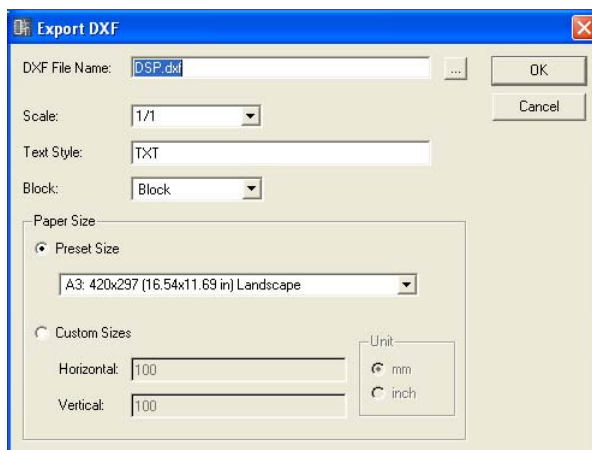 Export DXF
DXF File Name: DSP.dxf ... OK
Cancel
Scale: 1/1
Text Style: TXT
Block: Block
Paper Size
Preset Size
A3: 420x297 (16.54x11.69 in) Landscape
Custom Sizes
Unit
Horizontal: 100 mm
inch
Vertical: 100